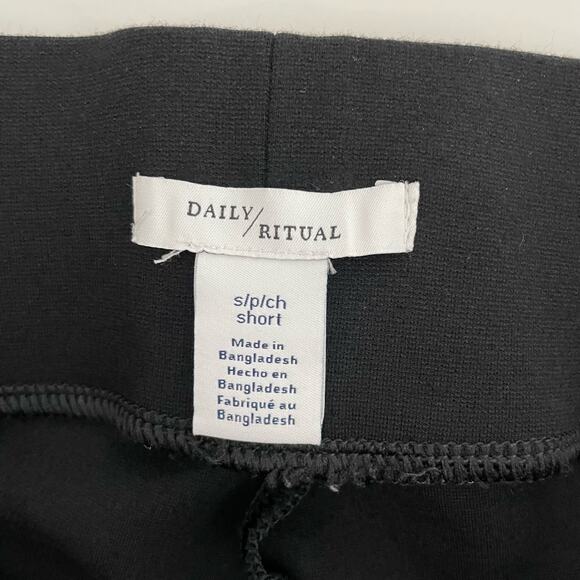 DAILY/
RITUAL
s/p/ch
short
Made in
Bangladesh
Hecho en
Bangladesh
Fabriqué au
Bangladesh